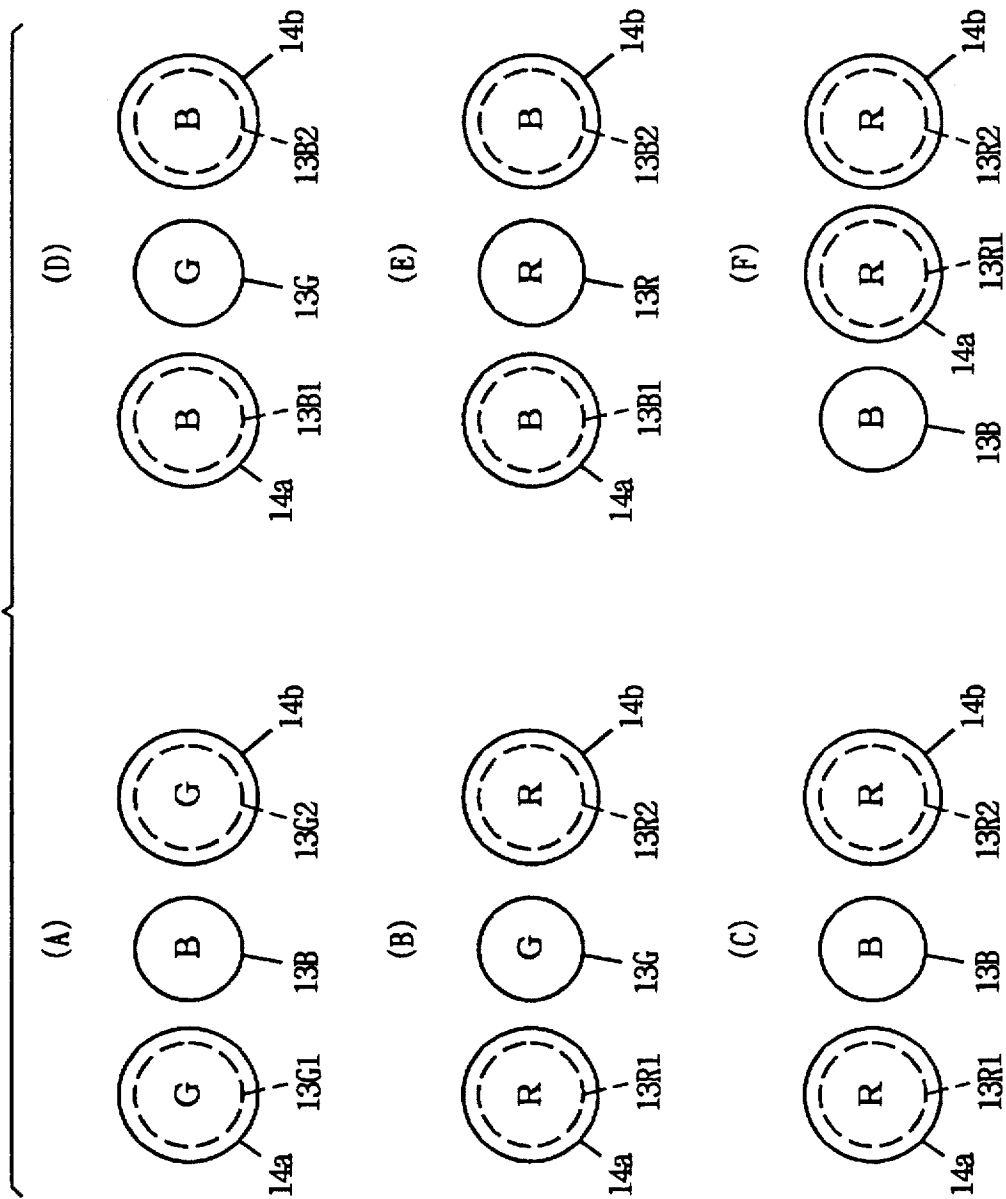 (A)
G B G
14a 13G1 13B 13G2 14b
(B)
R G R
14a 13R1 13G 13R2 14b
(C)
R B R
14a 13R1 13B 13R2 14b
(D)
B G B
14a 13B1 13G 13B2 14b
(E)
B R B
14a 13B1 13R 13B2 14b
(F)
B R R
13B 14a 13R1 13R2 14b